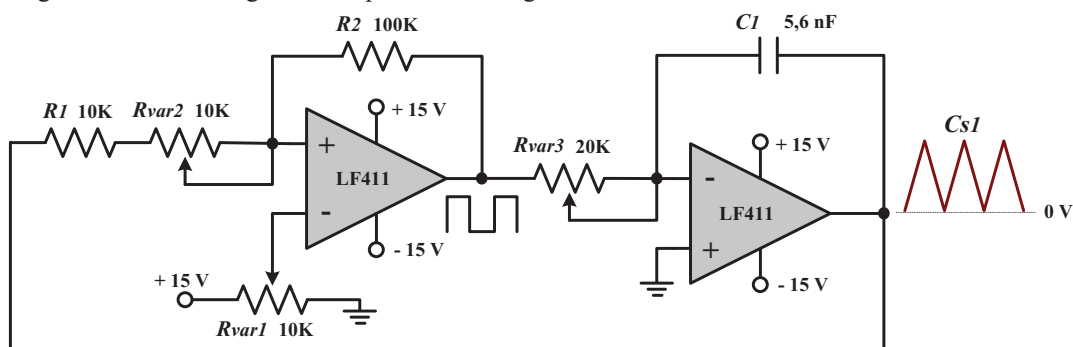 R2 100K
C1 5,6 nF
+ 15 V
R1 10K
Rvar2 10K
+
LF411
-
- 15 V
+ 15 V
Rvar1 10K
Rvar3 20K
+ 15 V
-
LF411
+
- 15 V
Cs1
0 V